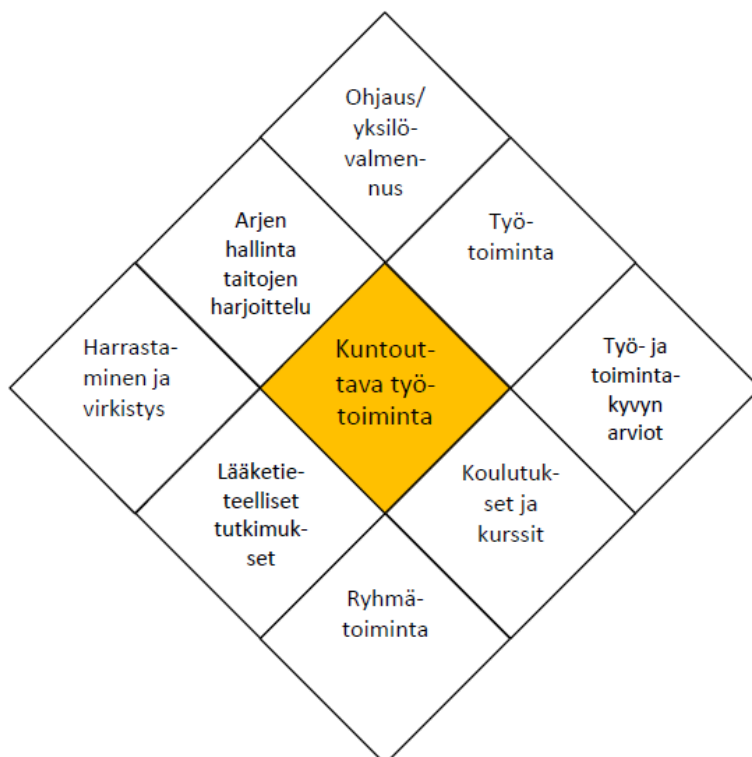 Ohjaus/
yksilö-
valmen-
nus
Arjen
hallinta
taitojen
harjoittelu
Työ-
toiminta
Harrasta-
minen ja
virkistys
Kuntout-
tava työ-
toiminta
Työ- ja
toiminta-
kyvyn
arviot
Lääketie-
teelliset
tutkimuk-
set
Koulutuk-
set ja
kurssit
Ryhmä-
toiminta